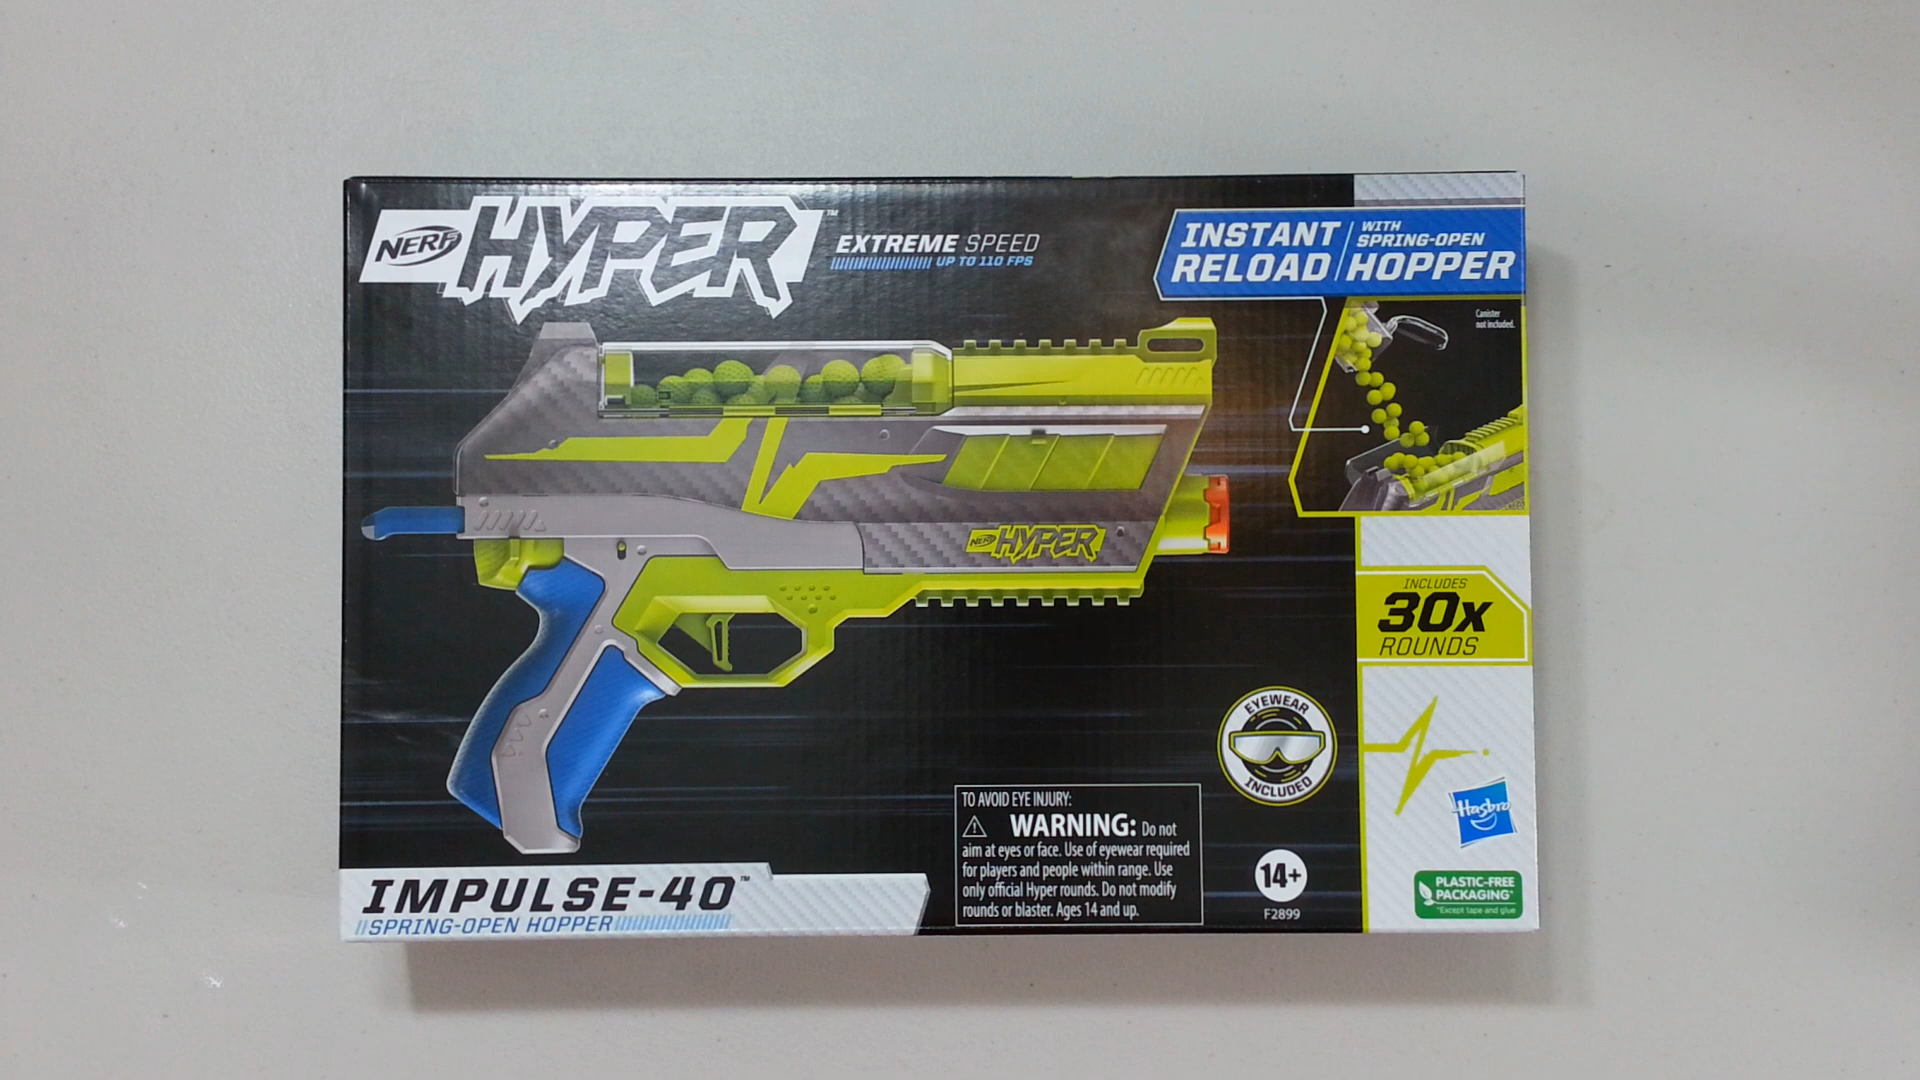 NERF HYPER™
EXTREME SPEED
UP TO 110 FPS
INSTANT RELOAD
WITH SPRING-OPEN HOPPER
Canister
not included.
NERF HYPER
INCLUDES
30x
ROUNDS
EYEWEAR
INCLUDED
TO AVOID EYE INJURY:
WARNING: Do not
aim at eyes or face. Use of eyewear required
for players and people within range. Use
only official Hyper rounds. Do not modify
rounds or blaster. Ages 14 and up.
14+
F2899
Hasbro
PLASTIC-FREE
PACKAGING*
*Except tape and glue
IMPULSE-40™
SPRING-OPEN HOPPER